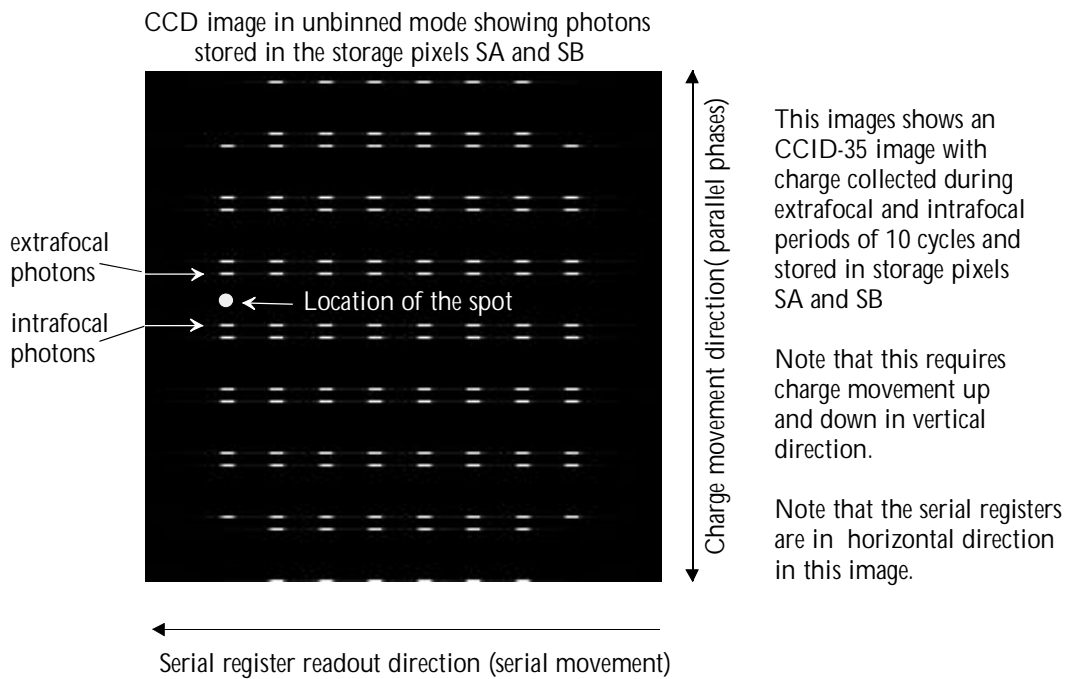 CCD image in unbinned mode showing photons
stored in the storage pixels SA and SB
extrafocal
photons
Location of the spot
intrafocal
photons
Charge movement direction( parallel phases)
This images shows an
CCID-35 image with
charge collected during
extrafocal and intrafocal
periods of 10 cycles and
stored in storage pixels
SA and SB
Note that this requires
charge movement up
and down in vertical
direction.
Note that the serial registers
are in horizontal direction
in this image.
Serial register readout direction (serial movement)